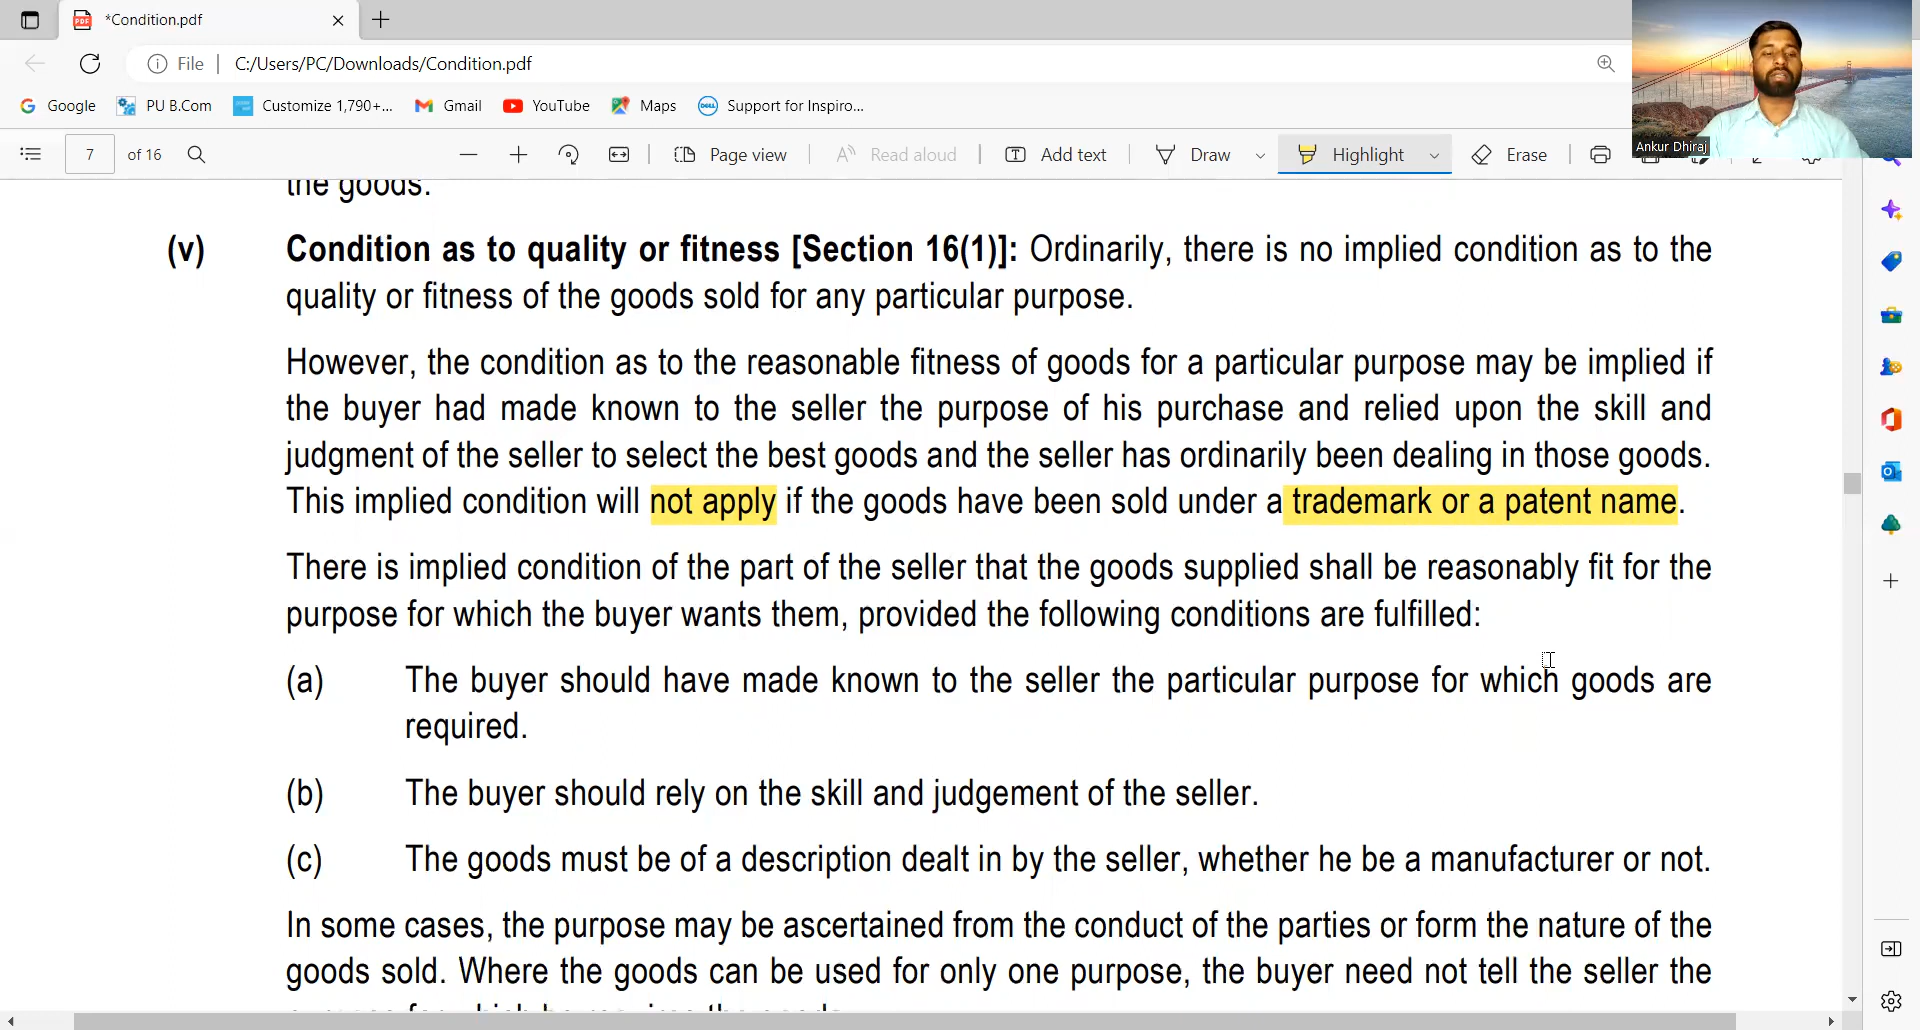 *Condition.pdf
File
C:/Users/PC/Downloads/Condition.pdf
Google
PU B.Com
Customize 1,790+...
Gmail
YouTube
Maps
Support for Inspiro...
7
of 16
Page view
Read aloud
Add text
Draw
Highlight
Erase
Ankur Dhiraj
the goods.
(v) Condition as to quality or fitness [Section 16(1)]: Ordinarily, there is no implied condition as to the
quality or fitness of the goods sold for any particular purpose.
However, the condition as to the reasonable fitness of goods for a particular purpose may be implied if
the buyer had made known to the seller the purpose of his purchase and relied upon the skill and
judgment of the seller to select the best goods and the seller has ordinarily been dealing in those goods.
This implied condition will not apply if the goods have been sold under a trademark or a patent name.
There is implied condition of the part of the seller that the goods supplied shall be reasonably fit for the
purpose for which the buyer wants them, provided the following conditions are fulfilled:
(a) The buyer should have made known to the seller the particular purpose for which goods are
required.
(b) The buyer should rely on the skill and judgement of the seller.
(c) The goods must be of a description dealt in by the seller, whether he be a manufacturer or not.
In some cases, the purpose may be ascertained from the conduct of the parties or form the nature of the
goods sold. Where the goods can be used for only one purpose, the buyer need not tell the seller the